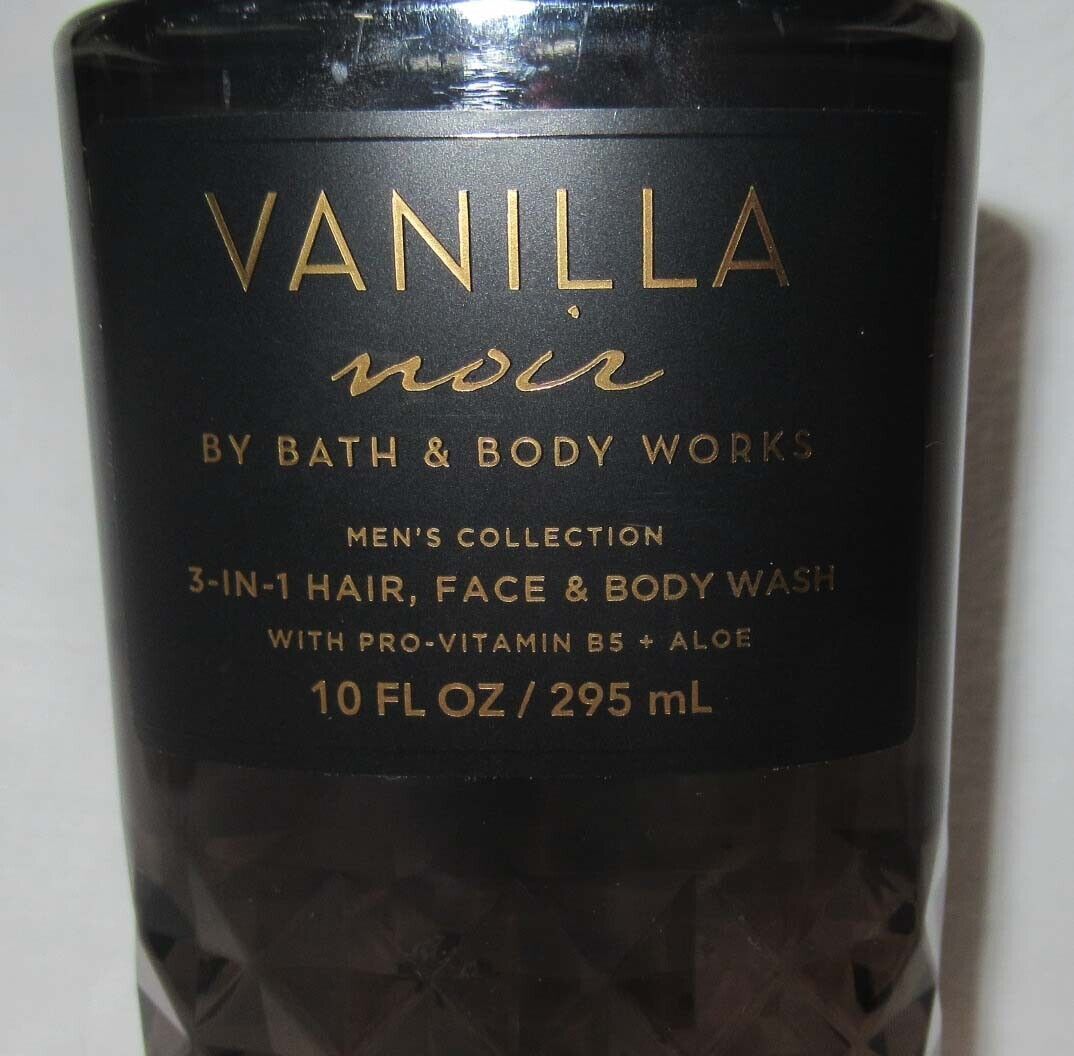 VANILLA
noir
BY BATH & BODY WORKS
MEN'S COLLECTION
3-IN-1 HAIR, FACE & BODY WASH
WITH PRO-VITAMIN B5 + ALOE
10 FL OZ / 295 mL